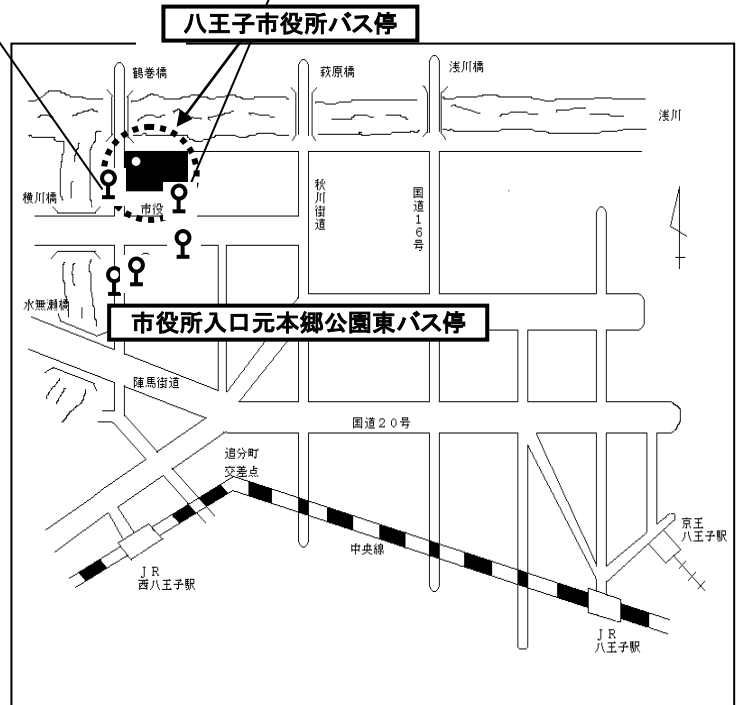 八王子市役所バス停
鶴巻橋
萩原橋
浅川橋
浅川
横川橋
市役
秋川街道
国道16号
水無瀬橋
市役所入口元本郷公園東バス停
陣馬街道
国道20号
追分町
交差点
中央線
京王
八王子駅
JR
西八王子駅
JR
八王子駅